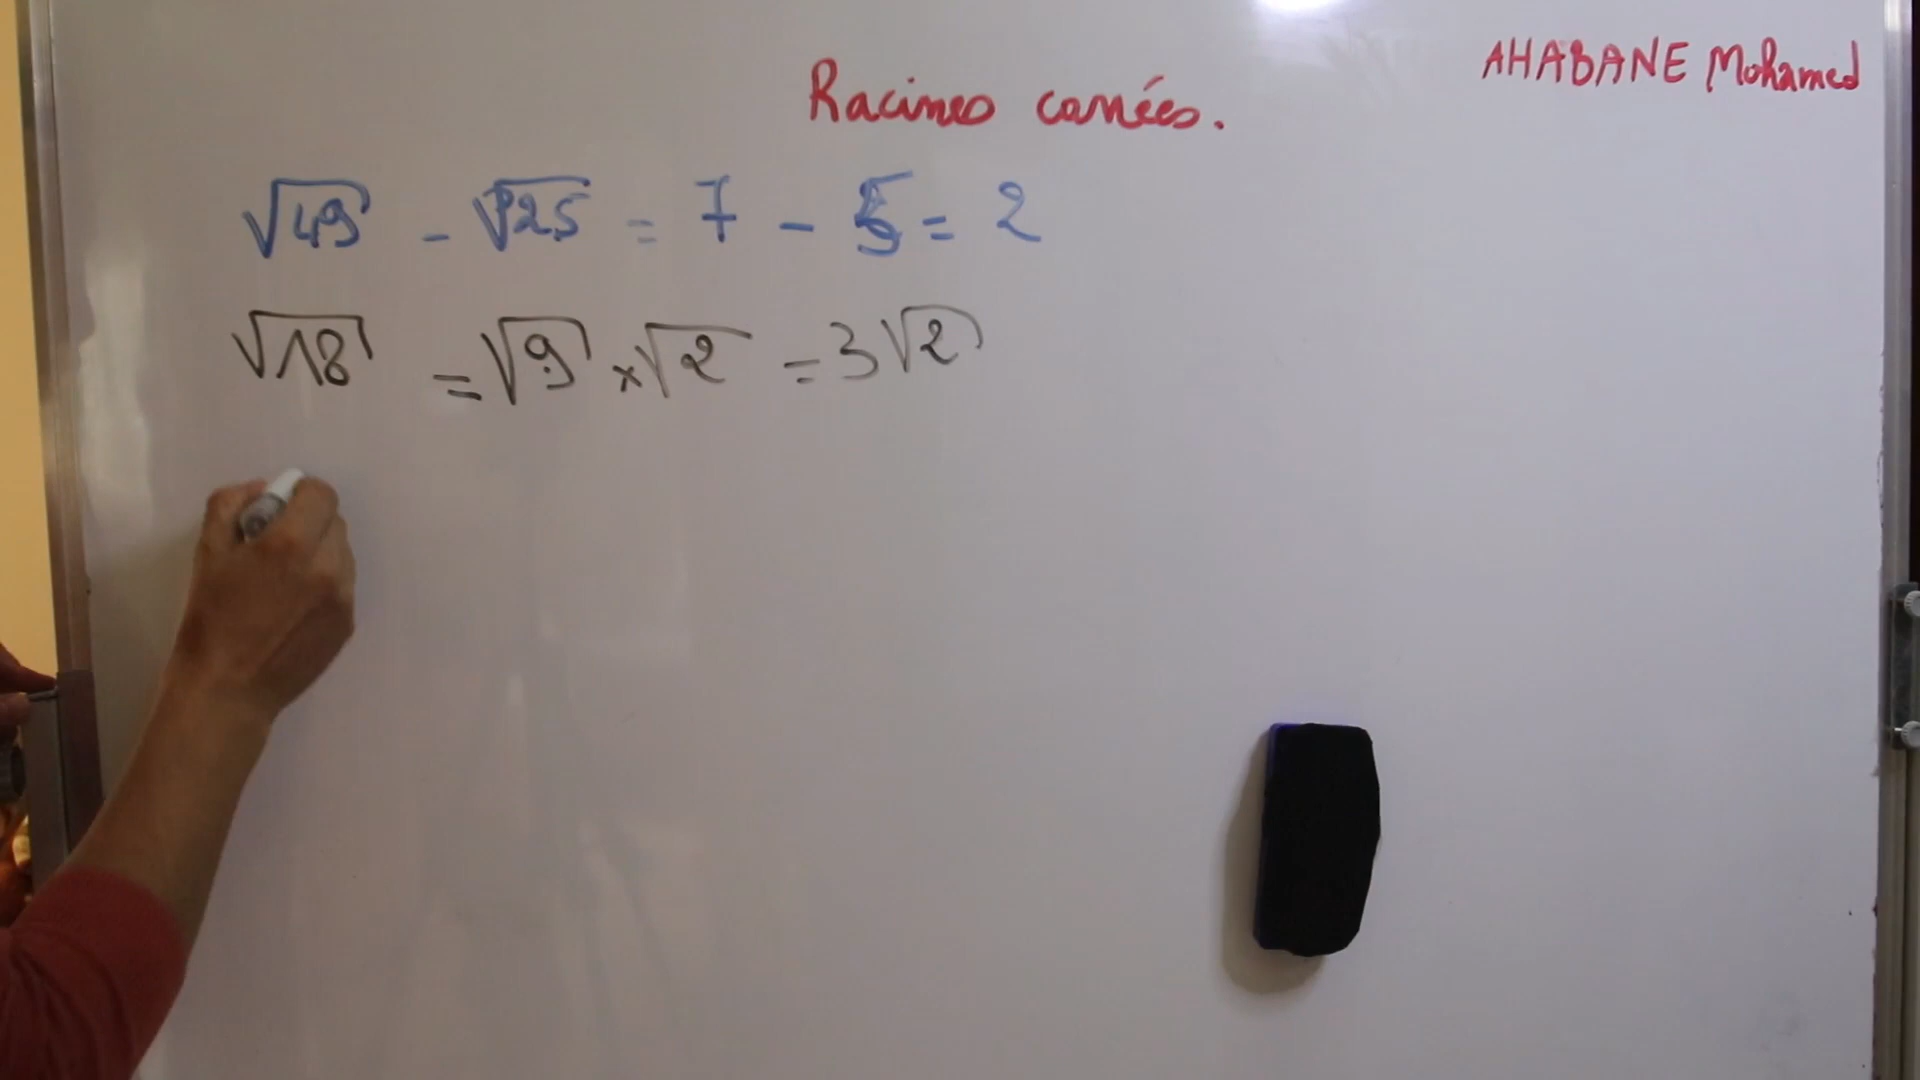 AHABANE Mohamed
Racines carrées.
√49 - √25 = 7 - 5 = 2
√18 = √9 × √2 = 3√2